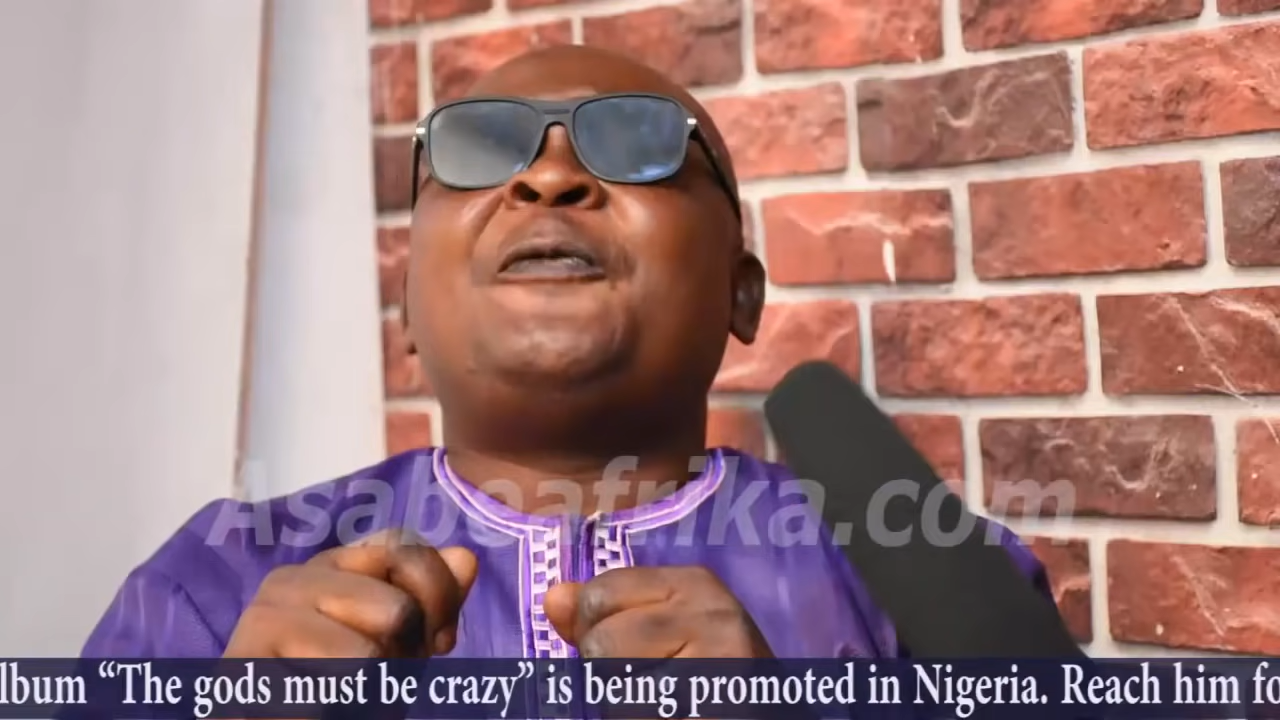 Asabeafrika.com
lbum “The gods must be crazy” is being promoted in Nigeria. Reach him fo